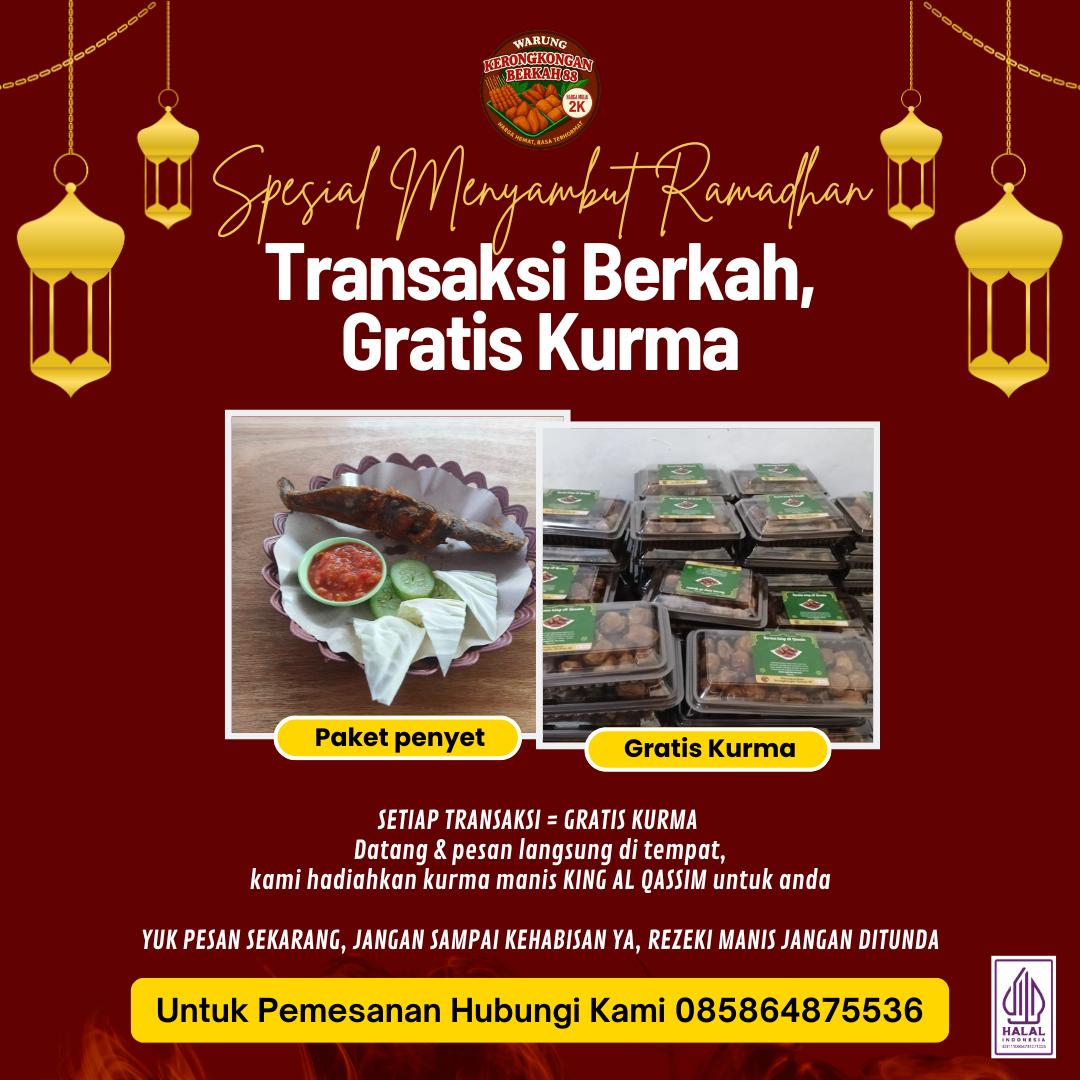 WARUNG
KERONGKONGAN
BERKAH 88
HARGA MULAI
2K
HARGA HEMAT, RASA TERHORMAT
Spesial Menyambut Ramadhan
Transaksi Berkah,
Gratis Kurma
Paket penyet
Gratis Kurma
SETIAP TRANSAKSI = GRATIS KURMA
Datang & pesan langsung di tempat,
kami hadiahkan kurma manis KING AL QASSIM untuk anda
YUK PESAN SEKARANG, JANGAN SAMPAI KEHABISAN YA, REZEKI MANIS JANGAN DITUNDA
Untuk Pemesanan Hubungi Kami 085864875536
HALAL
INDONESIA